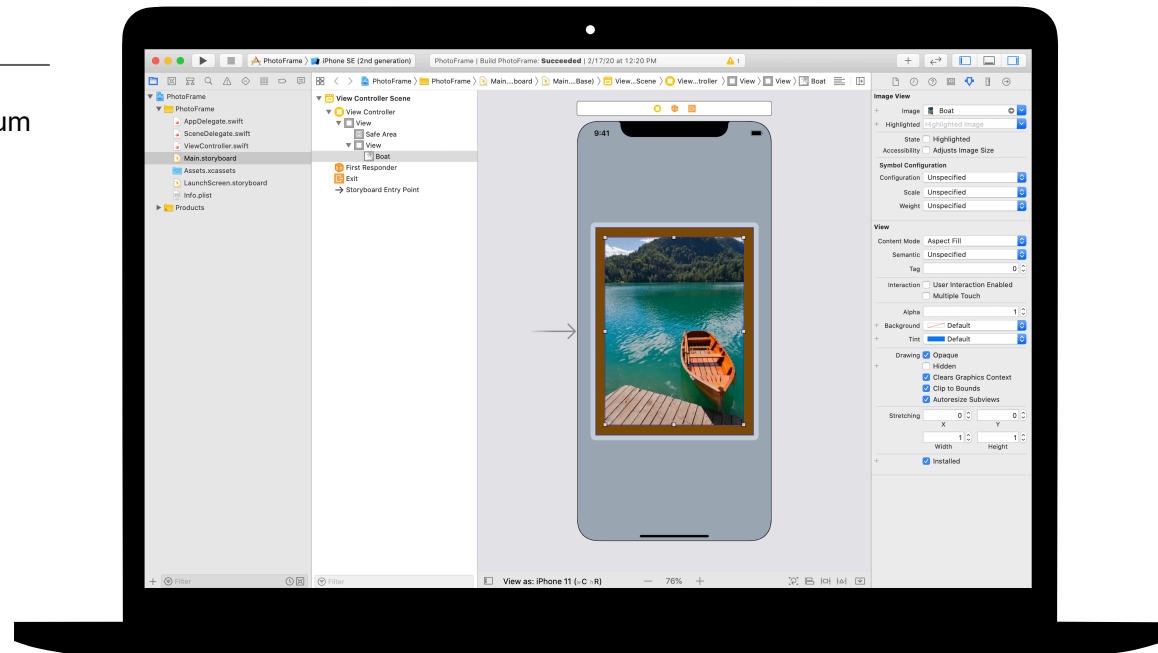 um
PhotoFrame
iPhone SE (2nd generation)
PhotoFrame | Build PhotoFrame: Succeeded | 2/17/20 at 12:20 PM
1
PhotoFrame
PhotoFrame
AppDelegate.swift
SceneDelegate.swift
ViewController.swift
Main.storyboard
Assets.xcassets
LaunchScreen.storyboard
Info.plist
Products
Filter
PhotoFrame
PhotoFrame
Main....board
Main....Base)
View...Scene
View...troller
View
View
Boat
View Controller Scene
View Controller
View
Safe Area
View
Boat
First Responder
Exit
Storyboard Entry Point
Filter
9:41
View as: iPhone 11 (wC hR)
76%
Image View
Image Boat
Highlighted Highlighted Image
State Highlighted
Accessibility Adjusts Image Size
Symbol Configuration
Configuration Unspecified
Scale Unspecified
Weight Unspecified
View
Content Mode Aspect Fill
Semantic Unspecified
Tag 0
Interaction User Interaction Enabled
Multiple Touch
Alpha 1
Background Default
Tint Default
Drawing Opaque
Hidden
Clears Graphics Context
Clip to Bounds
Autoresize Subviews
Stretching 0 0
X Y
1 1
Width Height
Installed